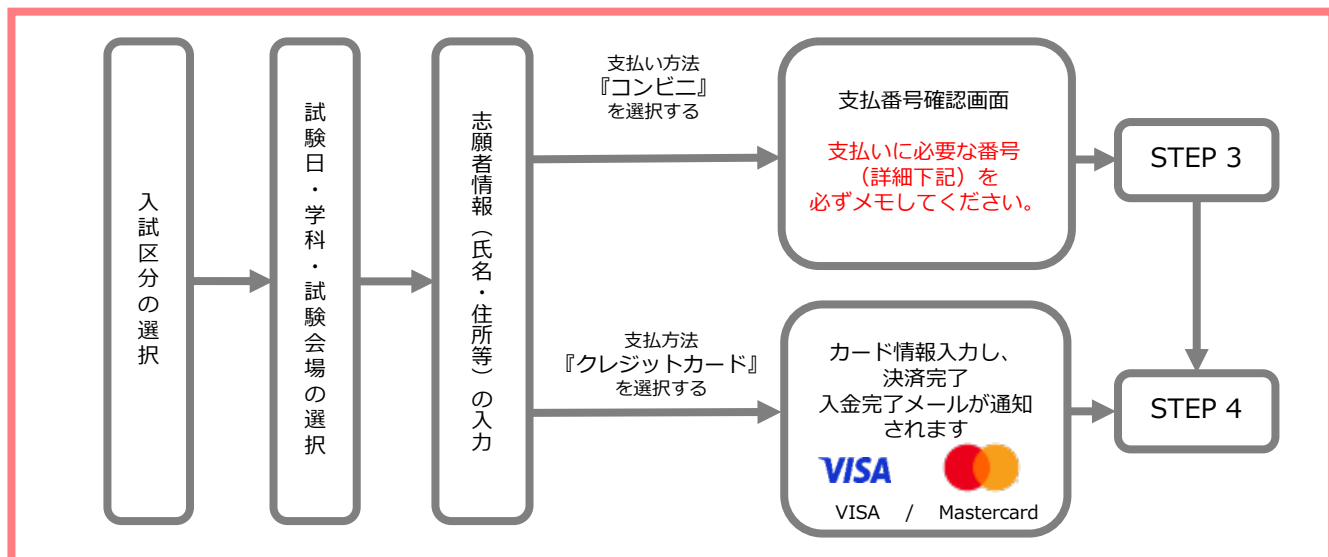 入試区分の選択
試験日・学科・試験会場の選択
志願者情報（氏名・住所等）の入力
支払い方法
『コンビニ』
を選択する
支払番号確認画面
支払いに必要な番号
（詳細下記）を
必ずメモしてください。
STEP 3
支払方法
『クレジットカード』
を選択する
カード情報入力し、
決済完了
入金完了メールが通知
されます
VISA
VISA / Mastercard
STEP 4